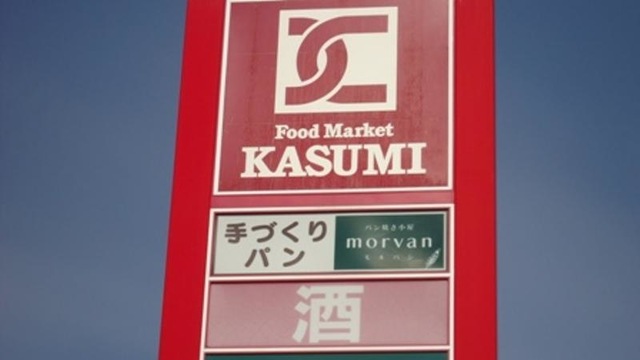 Food Market
KASUMI
手づくり
パン
パン焼き小屋
morvan
モルバン
酒